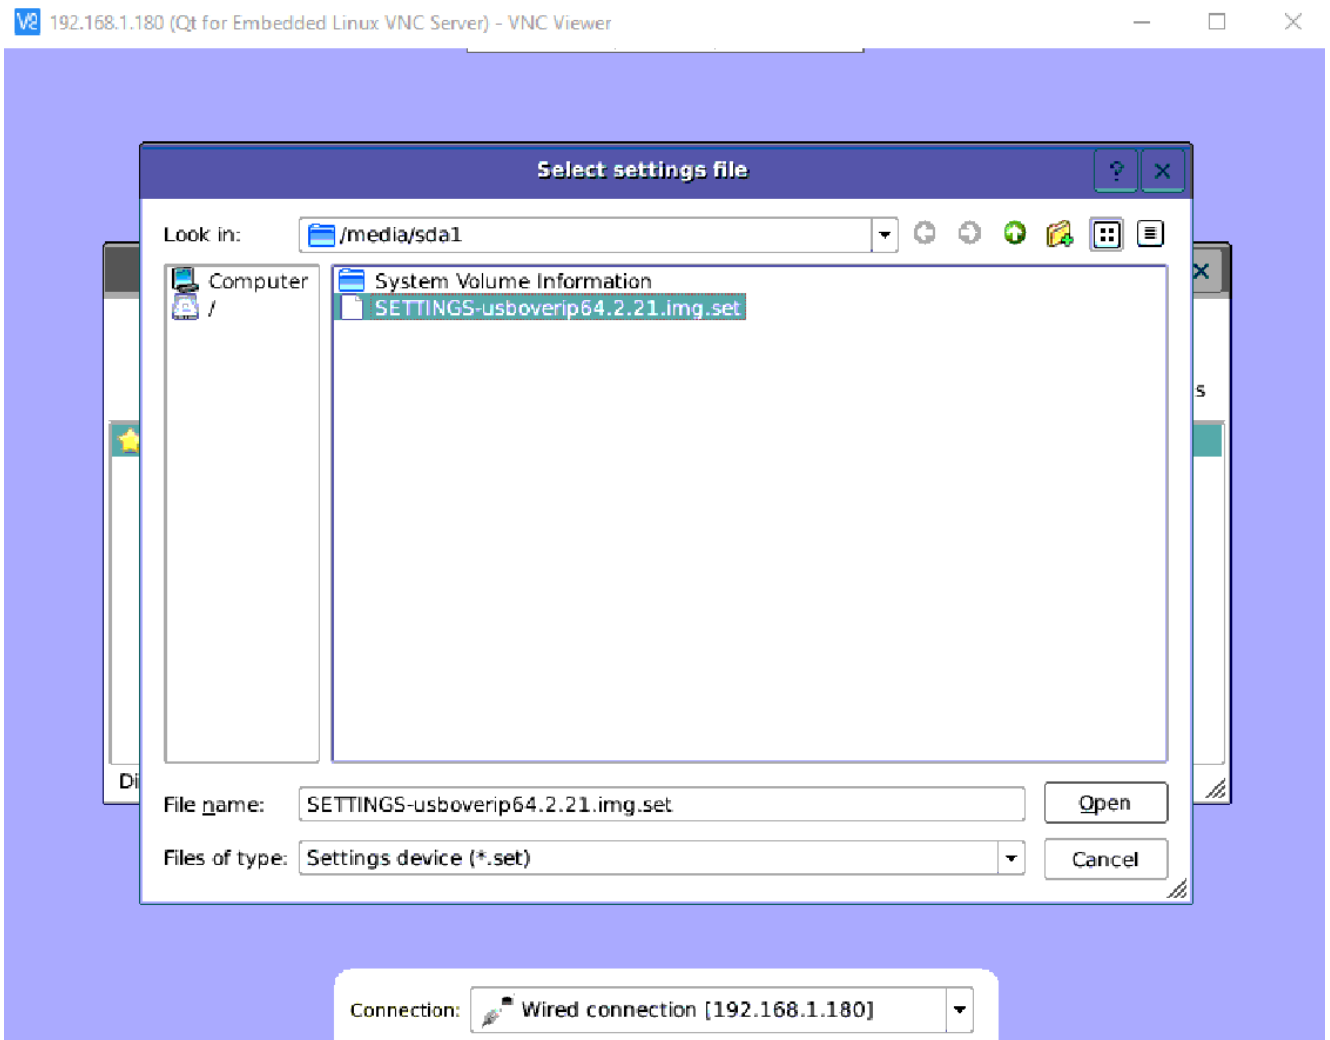 192.168.1.180 (Qt for Embedded Linux VNC Server) - VNC Viewer
Select settings file
Look in: /media/sda1
Computer
/
System Volume Information
SETTINGS-usboverip64.2.21.img.set
s
Di
File name: SETTINGS-usboverip64.2.21.img.set
Open
Files of type: Settings device (*.set)
Cancel
Connection: Wired connection [192.168.1.180]